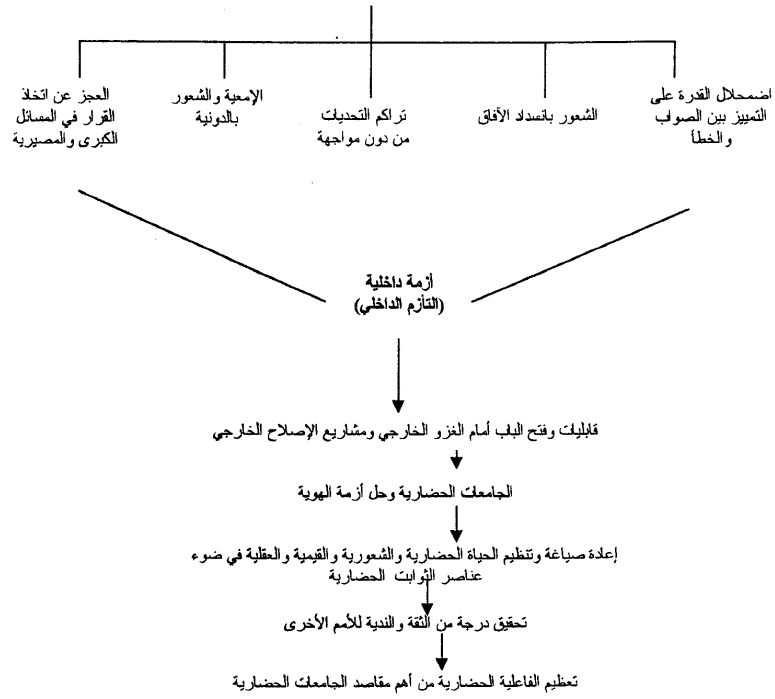 اضمحلال القدرة على
التمييز بين الصواب
والخطأ
الشعور بانسداد الآفاق
تراكم التحديات
من دون مواجهة
الإمعية والشعور
بالدونية
العجز عن اتخاذ
القرار في المسائل
الكبرى والمصيرية
أزمة داخلية
(التأزم الداخلي)
قابليات وفتح الباب أمام الغزو الخارجي ومشاريع الإصلاح الخارجي
الجامعات الحضارية وحل أزمة الهوية
إعادة صياغة وتنظيم الحياة الحضارية والشعورية والقيمية والعقلية في ضوء
عناصر الثوابت الحضارية
تحقيق درجة من الثقة والندية للأمم الأخرى
تعظيم الفاعلية الحضارية من أهم مقاصد الجامعات الحضارية